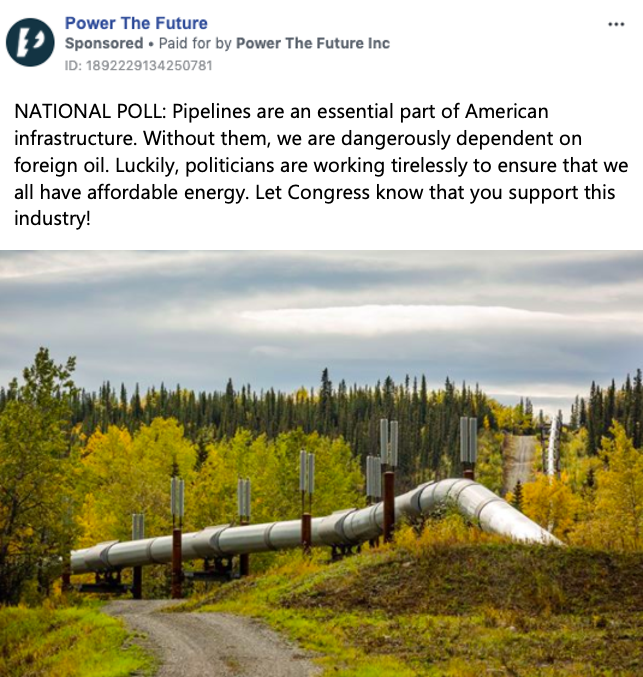 Power The Future
Sponsored • Paid for by Power The Future Inc
ID: 1892229134250781
NATIONAL POLL: Pipelines are an essential part of American
infrastructure. Without them, we are dangerously dependent on
foreign oil. Luckily, politicians are working tirelessly to ensure that we
all have affordable energy. Let Congress know that you support this
industry!